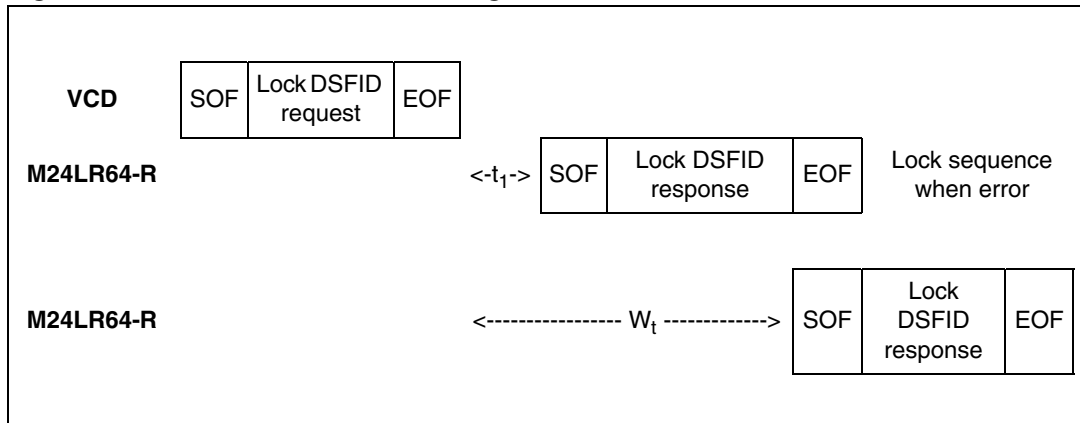 VCD SOF Lock DSFID request EOF
M24LR64-R <-t1-> SOF Lock DSFID response EOF Lock sequence when error
M24LR64-R <----------------- Wt -------------> SOF Lock DSFID response EOF